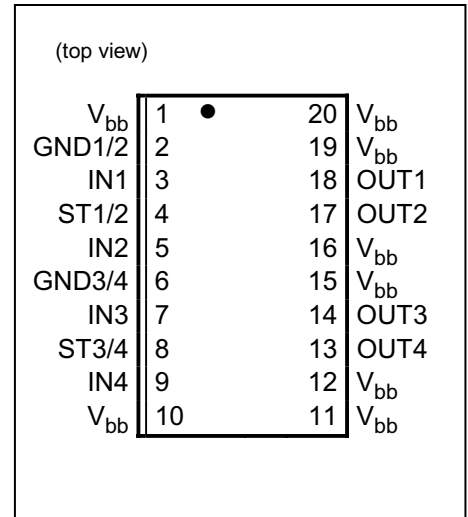 (top view)
Vbb 1 20 Vbb
GND1/2 2 19 Vbb
IN1 3 18 OUT1
ST1/2 4 17 OUT2
IN2 5 16 Vbb
GND3/4 6 15 Vbb
IN3 7 14 OUT3
ST3/4 8 13 OUT4
IN4 9 12 Vbb
Vbb 10 11 Vbb